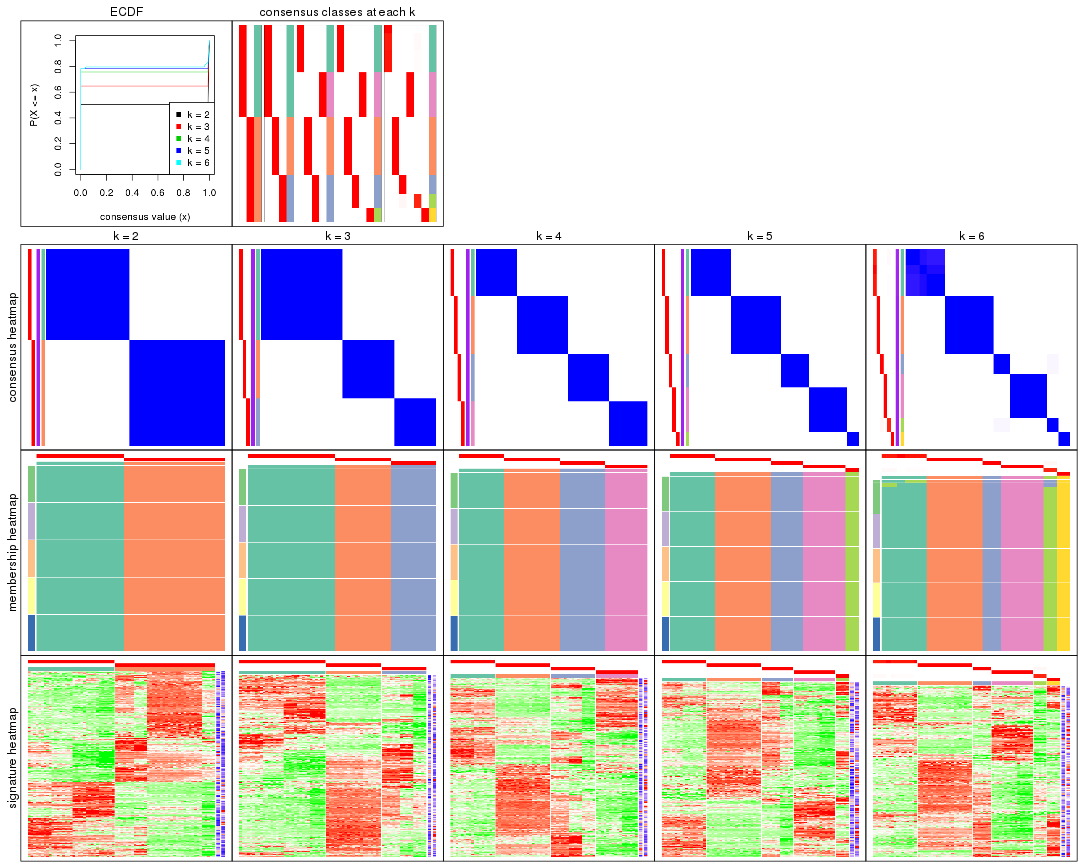 ECDF
consensus classes at each k
P(X <= x)
1.0
0.8
0.6
0.4
0.2
0.0
k = 2
k = 3
k = 4
k = 5
k = 6
0.0 0.2 0.4 0.6 0.8 1.0
consensus value (x)
k = 2
k = 3
k = 4
k = 5
k = 6
consensus heatmap
membership heatmap
signature heatmap